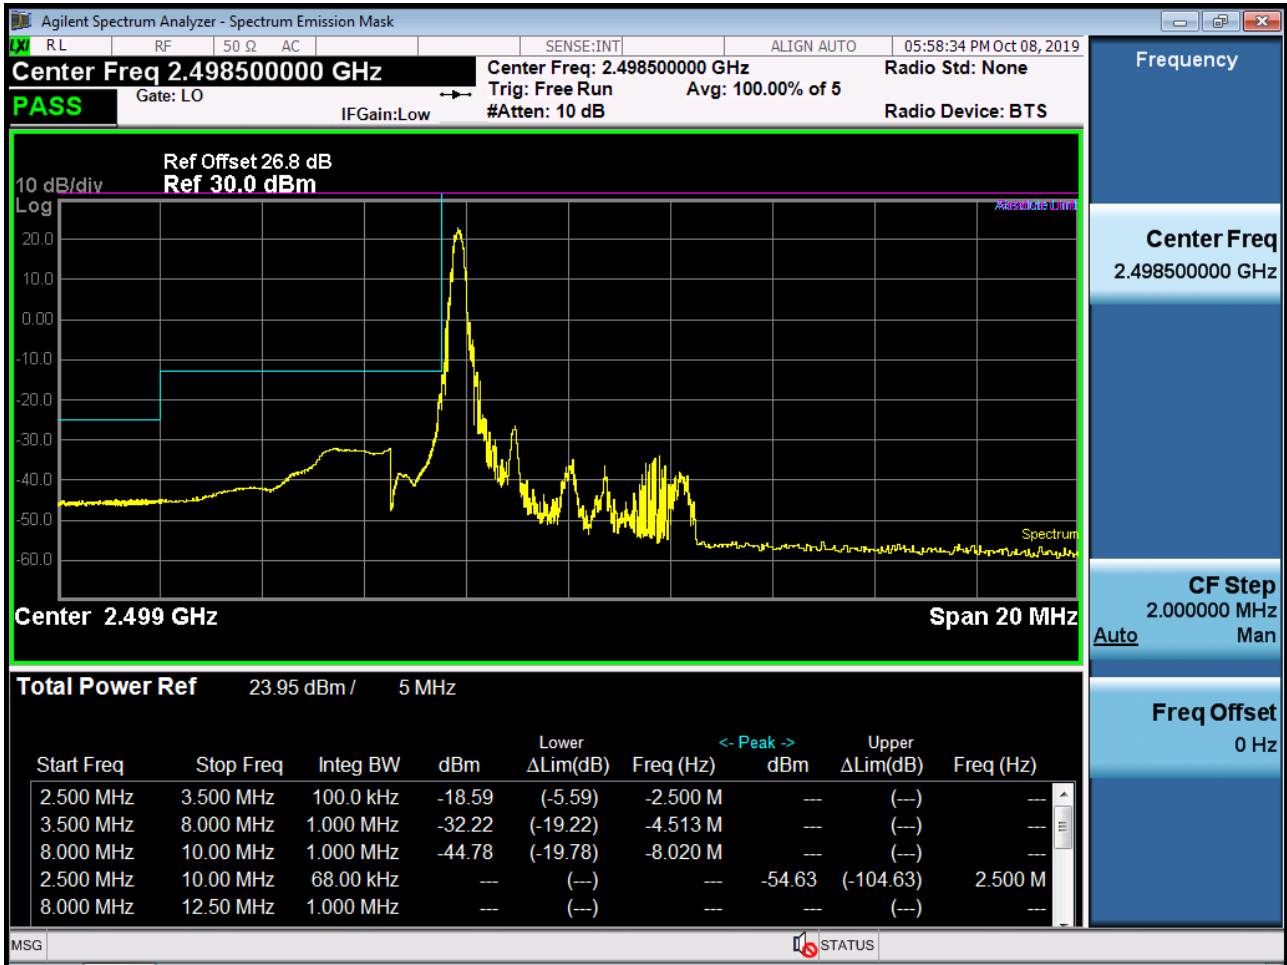 Agilent Spectrum Analyzer - Spectrum Emission Mask
LXI RL RF 50 Ω AC SENSE:INT ALIGN AUTO 05:58:34 PM Oct 08, 2019
Center Freq 2.498500000 GHz
Center Freq: 2.498500000 GHz
Radio Std: None
PASS
Gate: LO
Trig: Free Run Avg: 100.00% of 5
IFGain:Low
#Atten: 10 dB
Radio Device: BTS
Ref Offset 26.8 dB
10 dB/div Ref 30.0 dBm
Log
Absolute Limit
20.0
10.0
0.00
-10.0
-20.0
-30.0
-40.0
-50.0
Spectrum
-60.0
Center 2.499 GHz
Span 20 MHz
Total Power Ref 23.95 dBm / 5 MHz
Lower <- Peak -> Upper
Start Freq Stop Freq Integ BW dBm ΔLim(dB) Freq (Hz) dBm ΔLim(dB) Freq (Hz)
2.500 MHz 3.500 MHz 100.0 kHz -18.59 (-5.59) -2.500 M --- (---) ---
3.500 MHz 8.000 MHz 1.000 MHz -32.22 (-19.22) -4.513 M --- (---) ---
8.000 MHz 10.00 MHz 1.000 MHz -44.78 (-19.78) -8.020 M --- (---) ---
2.500 MHz 10.00 MHz 68.00 kHz --- (---) --- -54.63 (-104.63) 2.500 M
8.000 MHz 12.50 MHz 1.000 MHz --- (---) --- --- (---) ---
MSG
STATUS
Frequency
Center Freq
2.498500000 GHz
CF Step
2.000000 MHz
Auto Man
Freq Offset
0 Hz